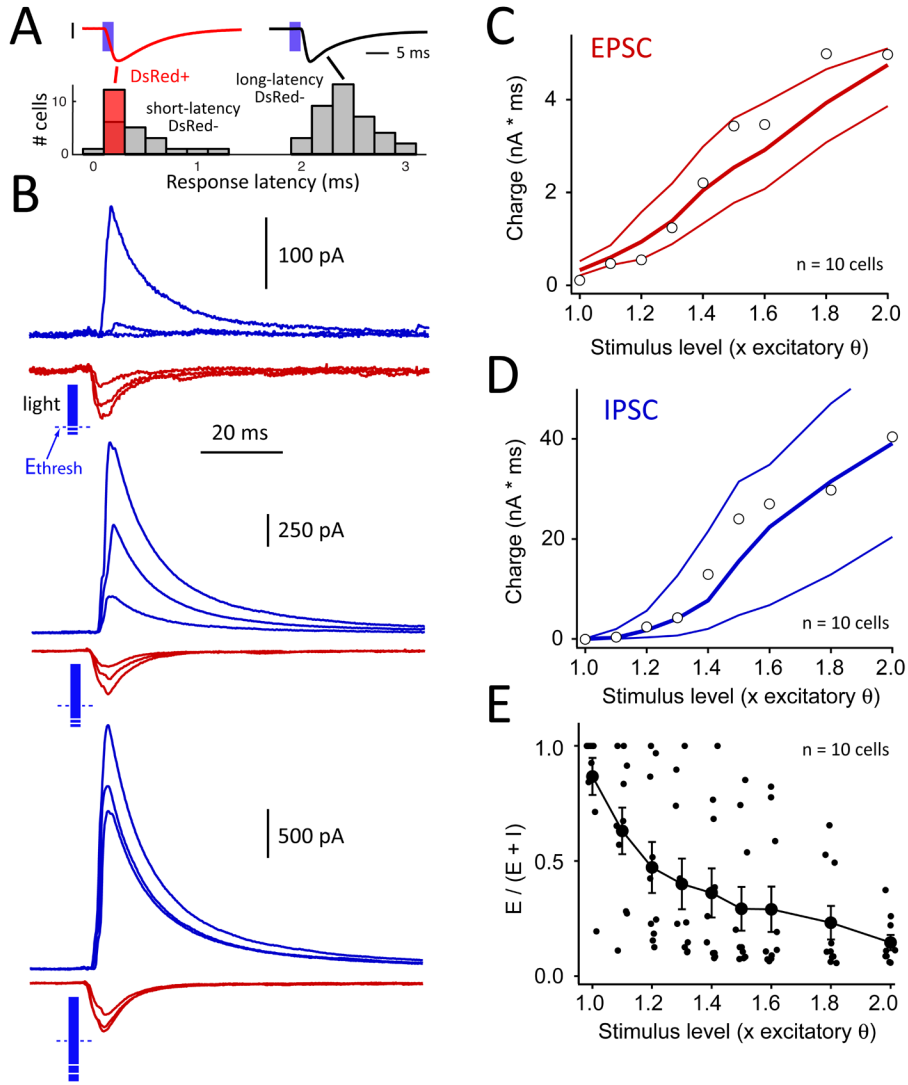 A
5 ms
DsRed+
long-latency
DsRed-
short-latency
DsRed-
# cells
10
0
0
1
2
3
Response latency (ms)
B
100 pA
light
Ethresh
20 ms
250 pA
500 pA
C
EPSC
Charge (nA * ms)
4
2
0
n = 10 cells
1.0 1.2 1.4 1.6 1.8 2.0
Stimulus level (x excitatory θ)
D
IPSC
Charge (nA * ms)
40
20
0
n = 10 cells
1.0 1.2 1.4 1.6 1.8 2.0
Stimulus level (x excitatory θ)
E
n = 10 cells
E / (E + I)
1.0
0.5
0.0
1.0 1.2 1.4 1.6 1.8 2.0
Stimulus level (x excitatory θ)